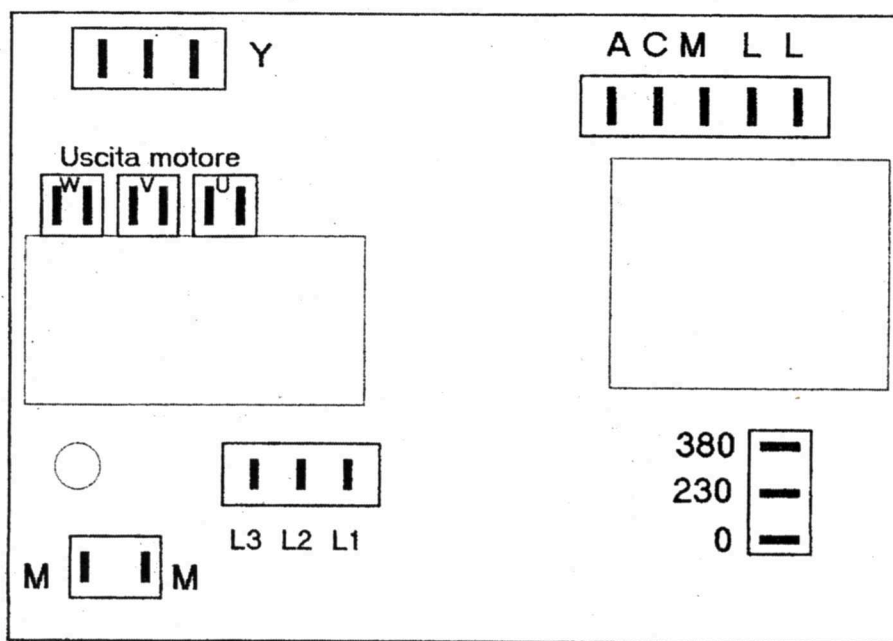 Y
A C M L L
Uscita motore
W V U
380
230
0
L3 L2 L1
M M